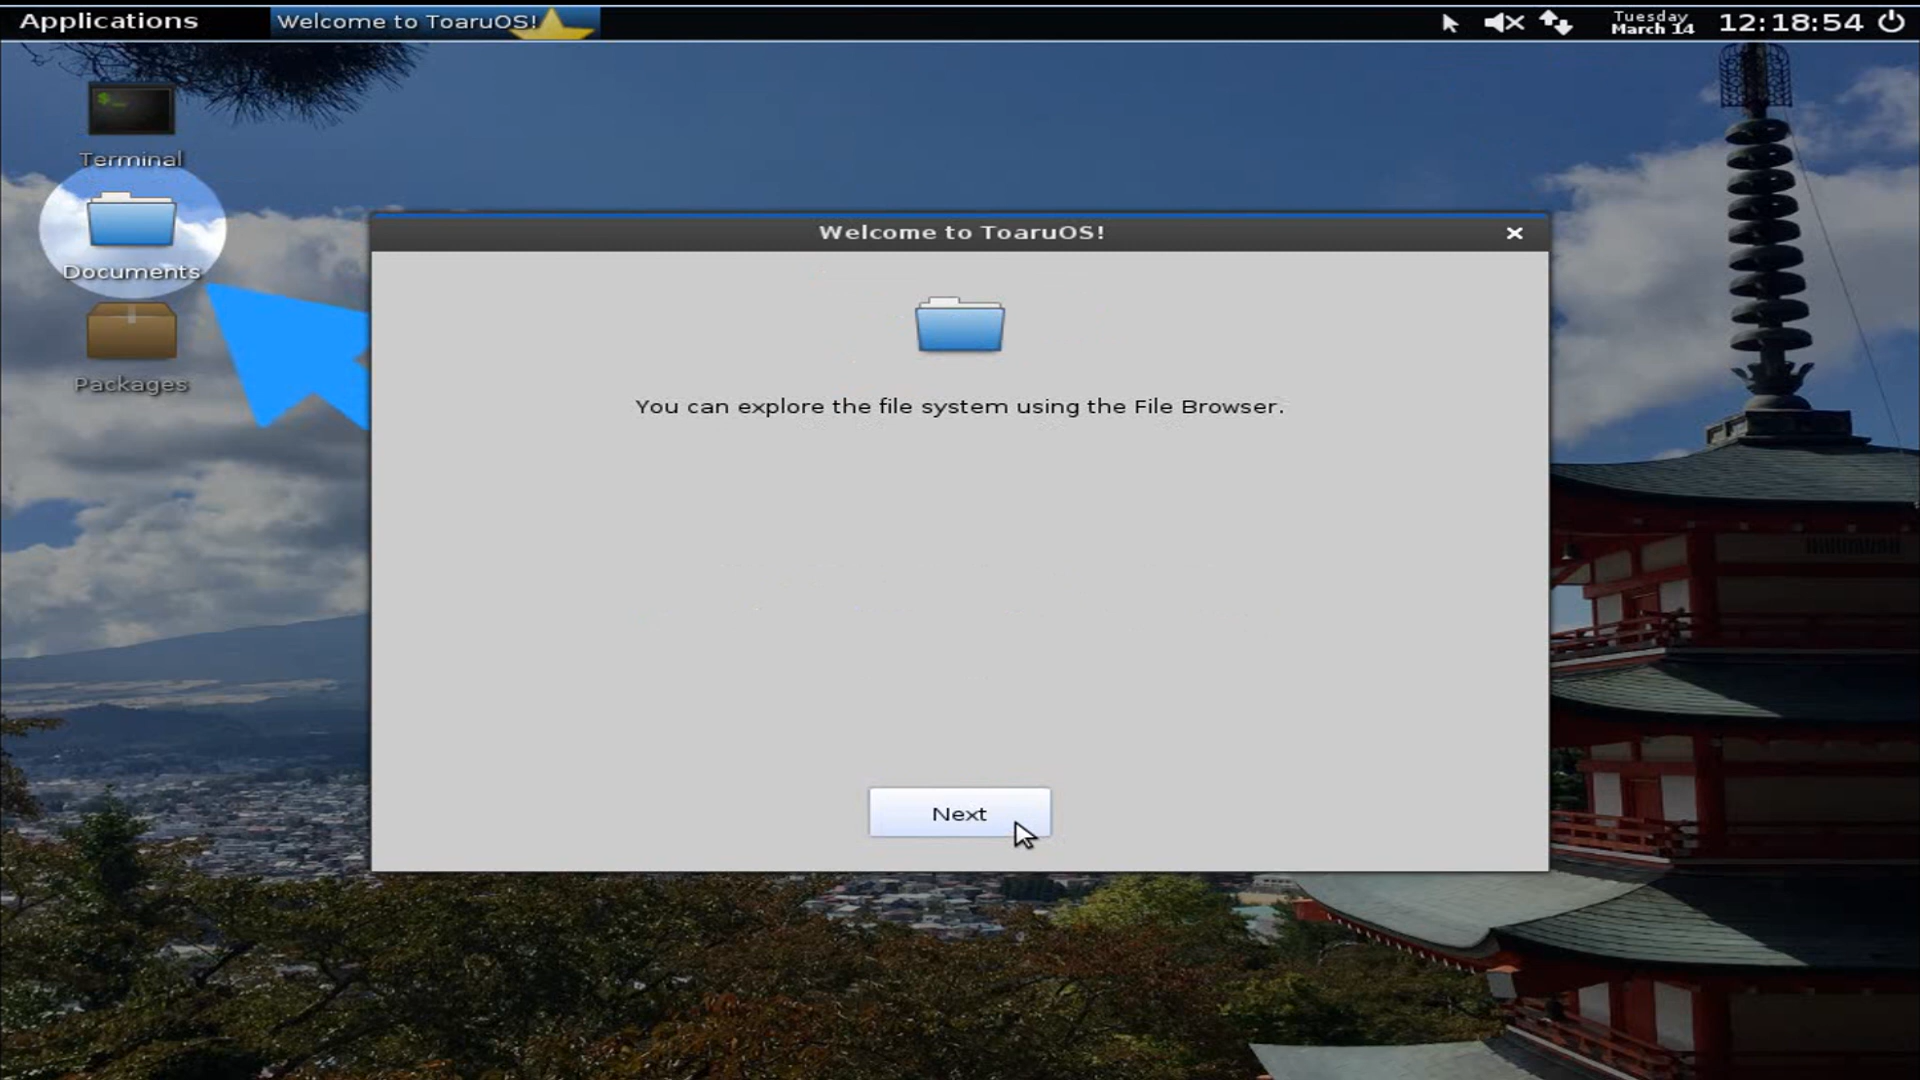 Applications
Welcome to ToaruOS!
Tuesday
March 14
12:18:54
$_
Terminal
Documents
Packages
Welcome to ToaruOS!
You can explore the file system using the File Browser.
Next